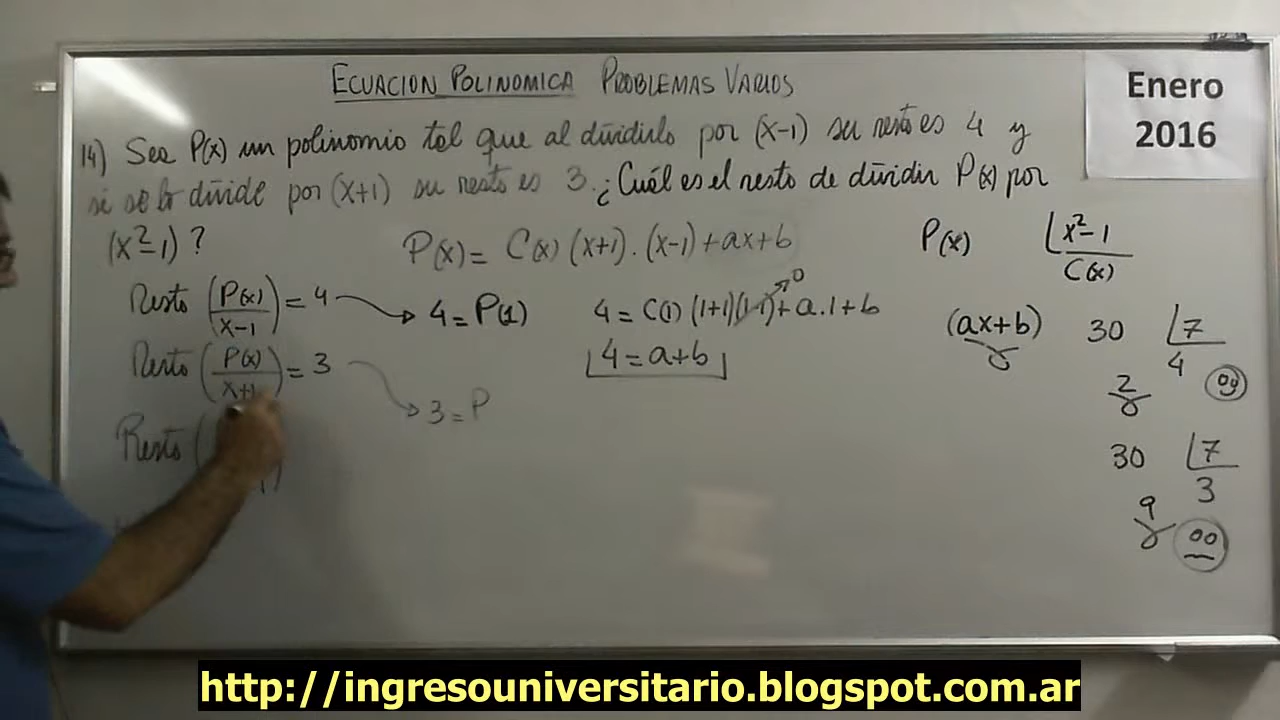 ECUACION POLINOMICA PROBLEMAS VARIOS
Enero
2016
14) Sea P(x) un polinomio tal que al dividirlo por (x-1) su resto es 4 y
si se lo divide por (x+1) su resto es 3. ¿Cuál es el resto de dividir P(x) por
(x²-1) ?
P(x) = C(x) (x+1) . (x-1) + ax+b
P(x) x²-1
C(x)
Resto (P(x)/x-1) = 4
4 = P(1)
4 = C(1) (1+1)(1-1) + a.1+b
0
4 = a+b
(ax+b)
30 7
4
2
Resto (P(x)/x+1) = 3
3 = P
Resto (
30 7
3
9
http://ingresouniversitario.blogspot.com.ar